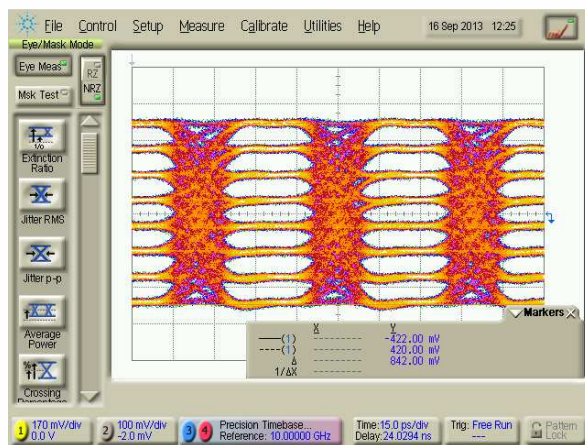 File Control Setup Measure Calibrate Utilities Help 16 Sep 2013 12:25
Eye/Mask Mode
Eye Meas
RZ
NRZ
Msk Test
1/0
Extinction
Ratio
Jitter RMS
Jitter p-p
Average
Power
Crossing
Percentage
Markers X
X Y
(1) --------- -422.00 mV
----(1) --------- 420.00 mV
Δ --------- 842.00 mV
1/ΔX ---------
1 170 mV/div
0.0 V
2 100 mV/div
-2.0 mV
3 4 Precision Timebase...
Reference: 10.00000 GHz
Time:15.0 ps/div
Delay:24.0294 ns
Trig: Free Run
---
Pattern
Lock